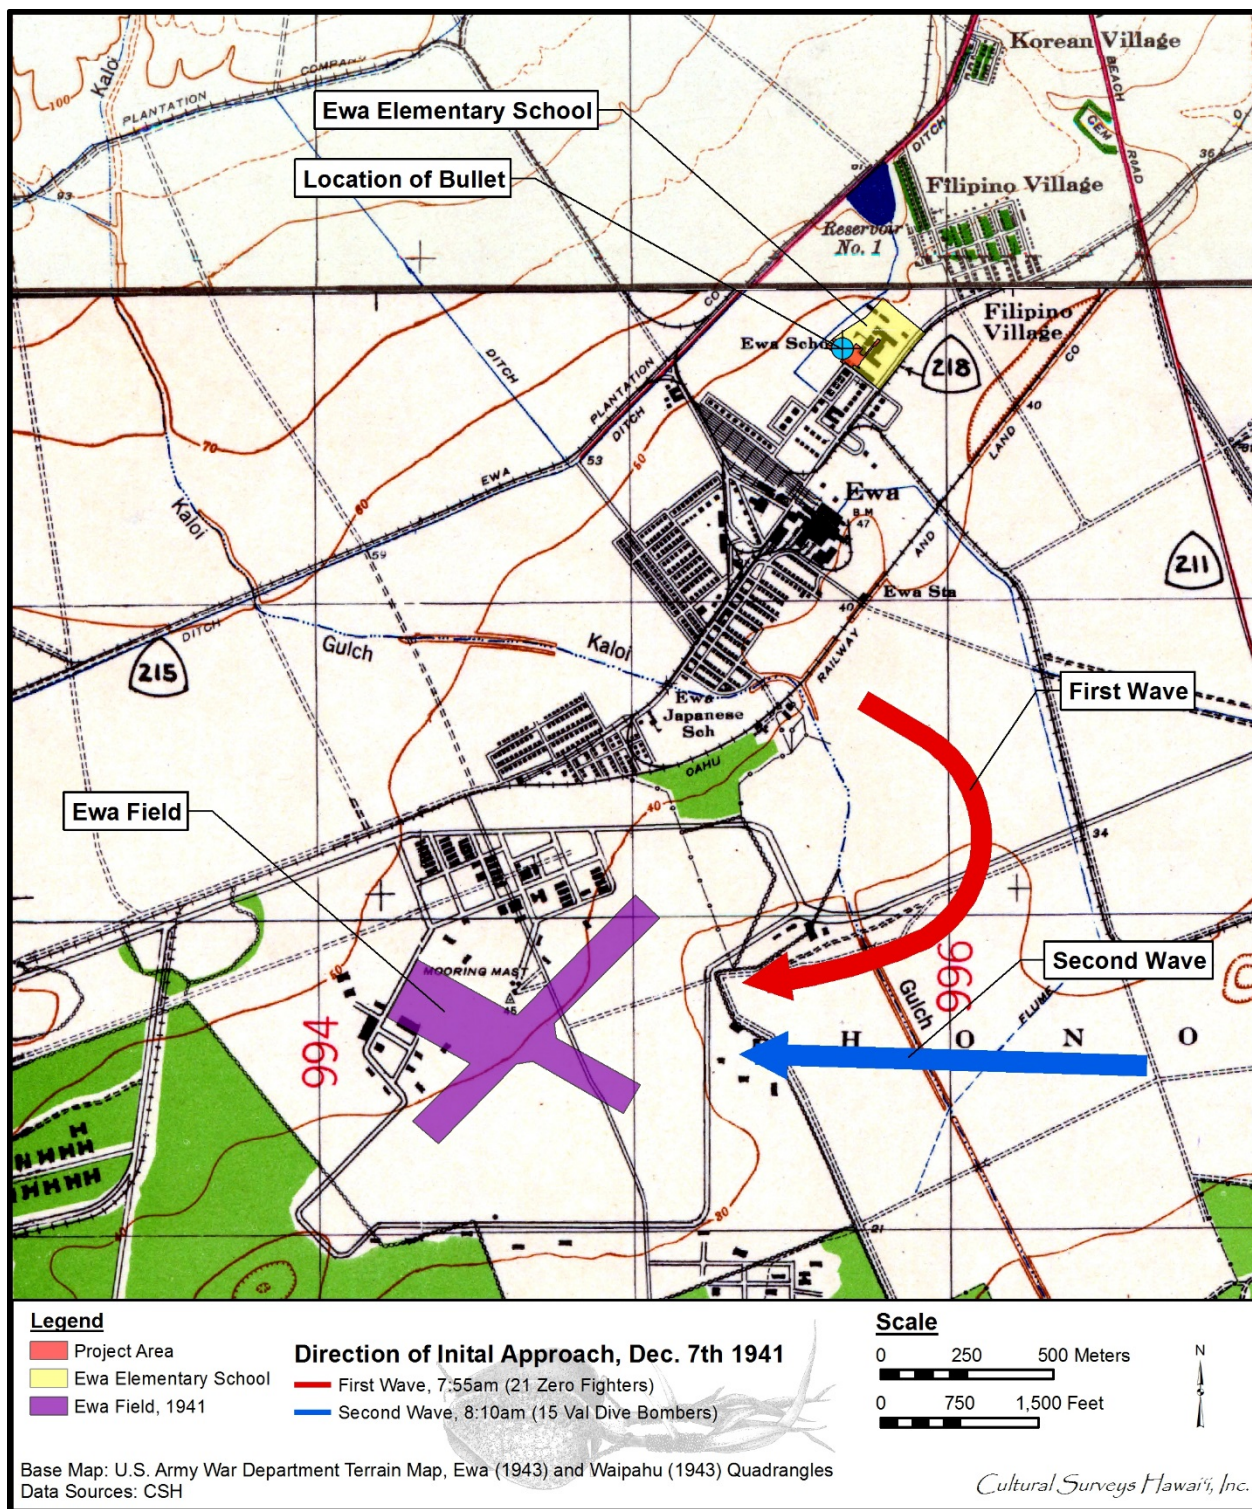 Korean Village
Kaloi
100
PLANTATION
COMPANY
BEACH
ROAD
Ewa Elementary School
DITCH
CEM
93
36
Location of Bullet
Filipino Village
Reservoir
No. 1
CO
Filipino
Village
Ewa Scho
218
DITCH
PLANTATION
DITCH
CO
LAND
40
70
60
53
EWA
Kaloi
60
Ewa
B M
47
AND
59
211
Ewa Sta
40
DITCH
Gulch
Kaloi
RAILWAY
215
First Wave
Ewa
Japanese
Sch
OAHU
40
Ewa Field
34
996
Second Wave
MOORING MAST
50
45
Gulch
FLUME
994
H O N O
30
21
40
Legend
Project Area
Ewa Elementary School
Ewa Field, 1941
Direction of Inital Approach, Dec. 7th 1941
First Wave, 7:55am (21 Zero Fighters)
Second Wave, 8:10am (15 Val Dive Bombers)
Scale
0 250 500 Meters
0 750 1,500 Feet
N
Base Map: U.S. Army War Department Terrain Map, Ewa (1943) and Waipahu (1943) Quadrangles
Data Sources: CSH
Cultural Surveys Hawai‘i, Inc.